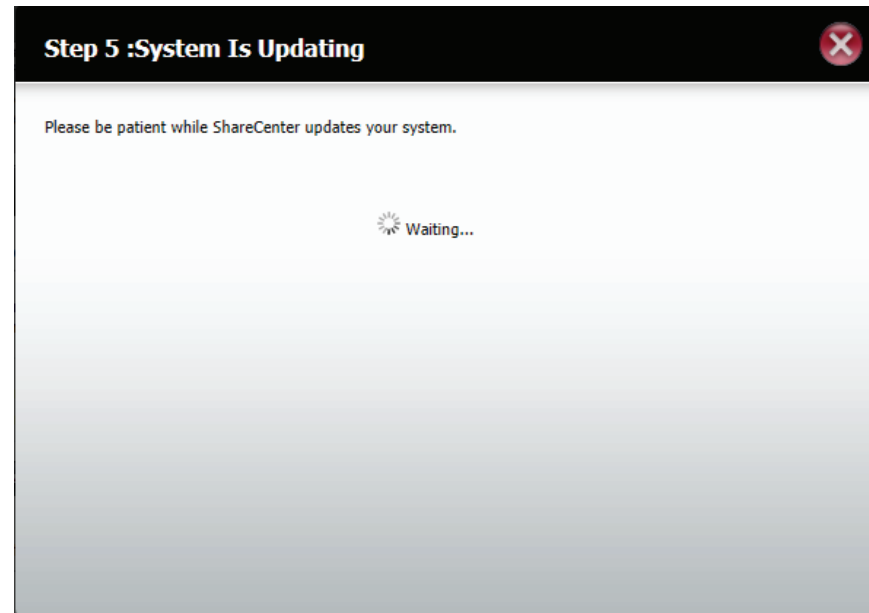 Step 5 :System Is Updating
Please be patient while ShareCenter updates your system.
Waiting...